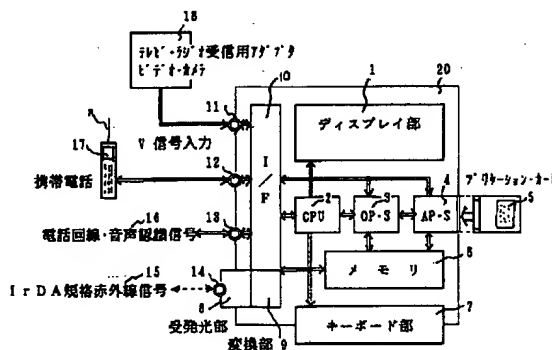 18
テレビ・ラジオ受信用アダプタ
ビデオ・カメラ
10
1
20
11
ディスプレイ部
17
V 信号入力
12
携帯電話
I/F
2
3
4
アプリケーション・カード
5
CPU
OP・S
AP・S
16
13
電話回線・音声認識信号
メモリ
6
15
14
IrDA規格赤外線信号
8
受発光部
変換部
9
キーボード部
7